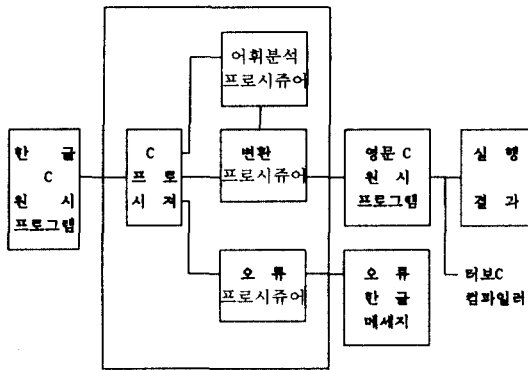 한 글
C
원 시
프로그램
C
프 로
시 져
어휘분석
프로시쥬어
변환
프로시쥬어
오 류
프로시쥬어
영문 C
원 시
프로그램
오 류
한 글
메세지
실 행
결 과
터보C
컴파일러